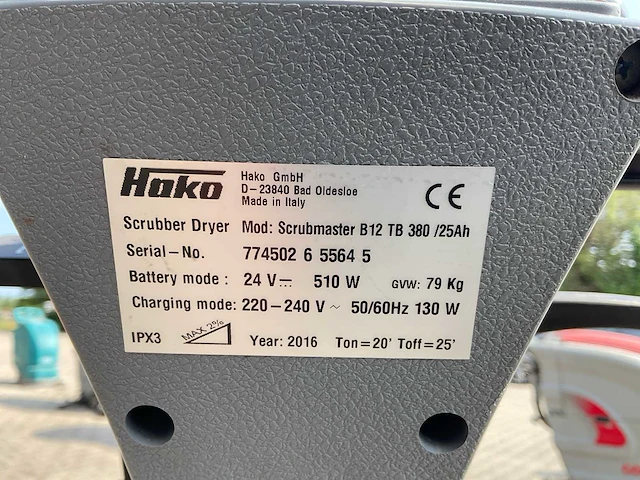 Hako
Hako GmbH
D-23840 Bad Oldesloe
Made in Italy
CE
Scrubber Dryer Mod: Scrubmaster B12 TB 380 /25Ah
Serial-No. 774502 6 5564 5
Battery mode : 24 V⎓ 510 W GVW: 79 Kg
Charging mode: 220-240 V ~ 50/60Hz 130 W
IPX3 MAX 2% Year: 2016 Ton=20' Toff=25'